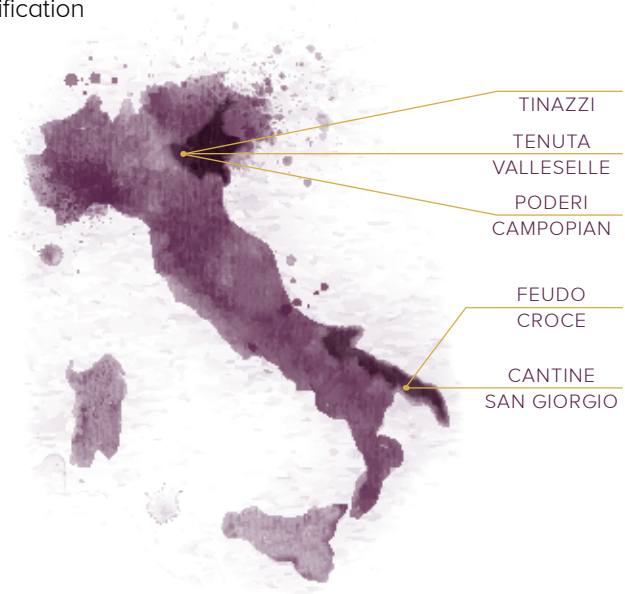 ification
TINAZZI
TENUTA
VALLESELLE
PODERI
CAMPOPIAN
FEUDO
CROCE
CANTINE
SAN GIORGIO